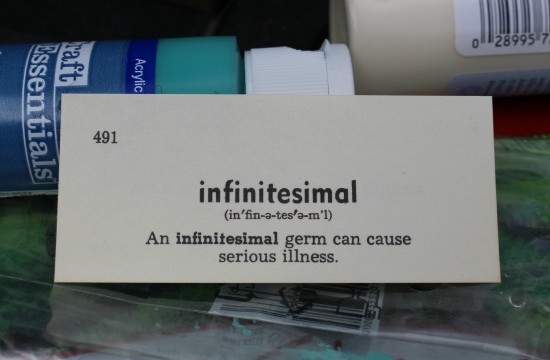 Craft
Essentials
Acrylic
0 28995 7
491
infinitesimal
(in′fin-ə-tes′ə-m'l)
An infinitesimal germ can cause
serious illness.